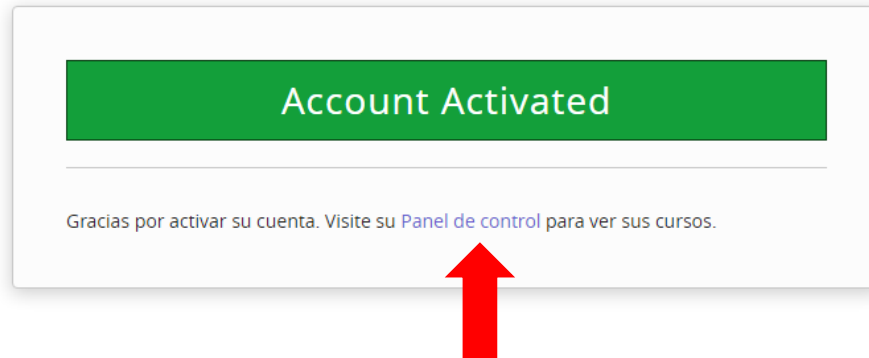 Account Activated
Gracias por activar su cuenta. Visite su Panel de control para ver sus cursos.